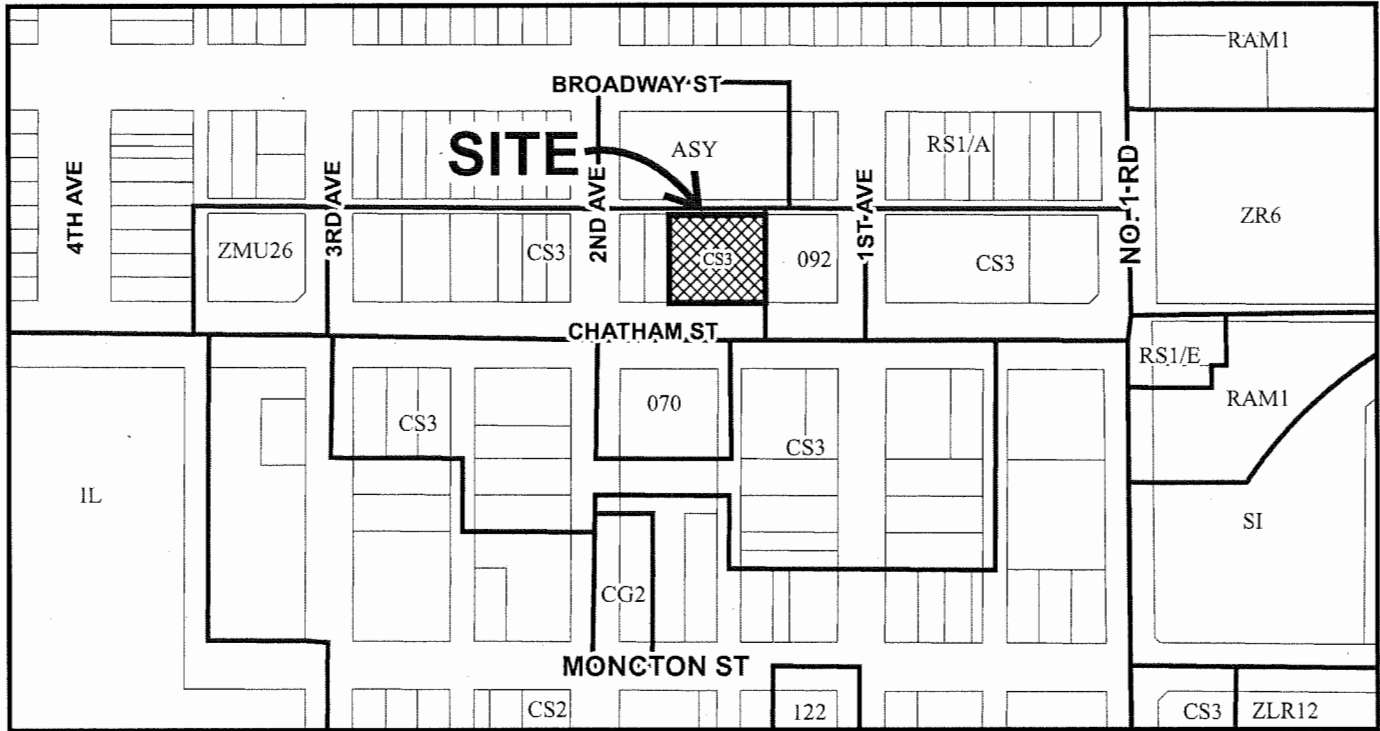 RAM1
BROADWAY ST
SITE
ASY
RS1/A
4TH AVE
3RD AVE
2ND AVE
1ST AVE
NO. 1 RD
ZR6
ZMU26
CS3
CS3
092
CS3
CHATHAM ST
RS1/E
RAM1
070
CS3
CS3
1L
SI
CG2
MONCTON ST
CS2
122
CS3
ZLR12